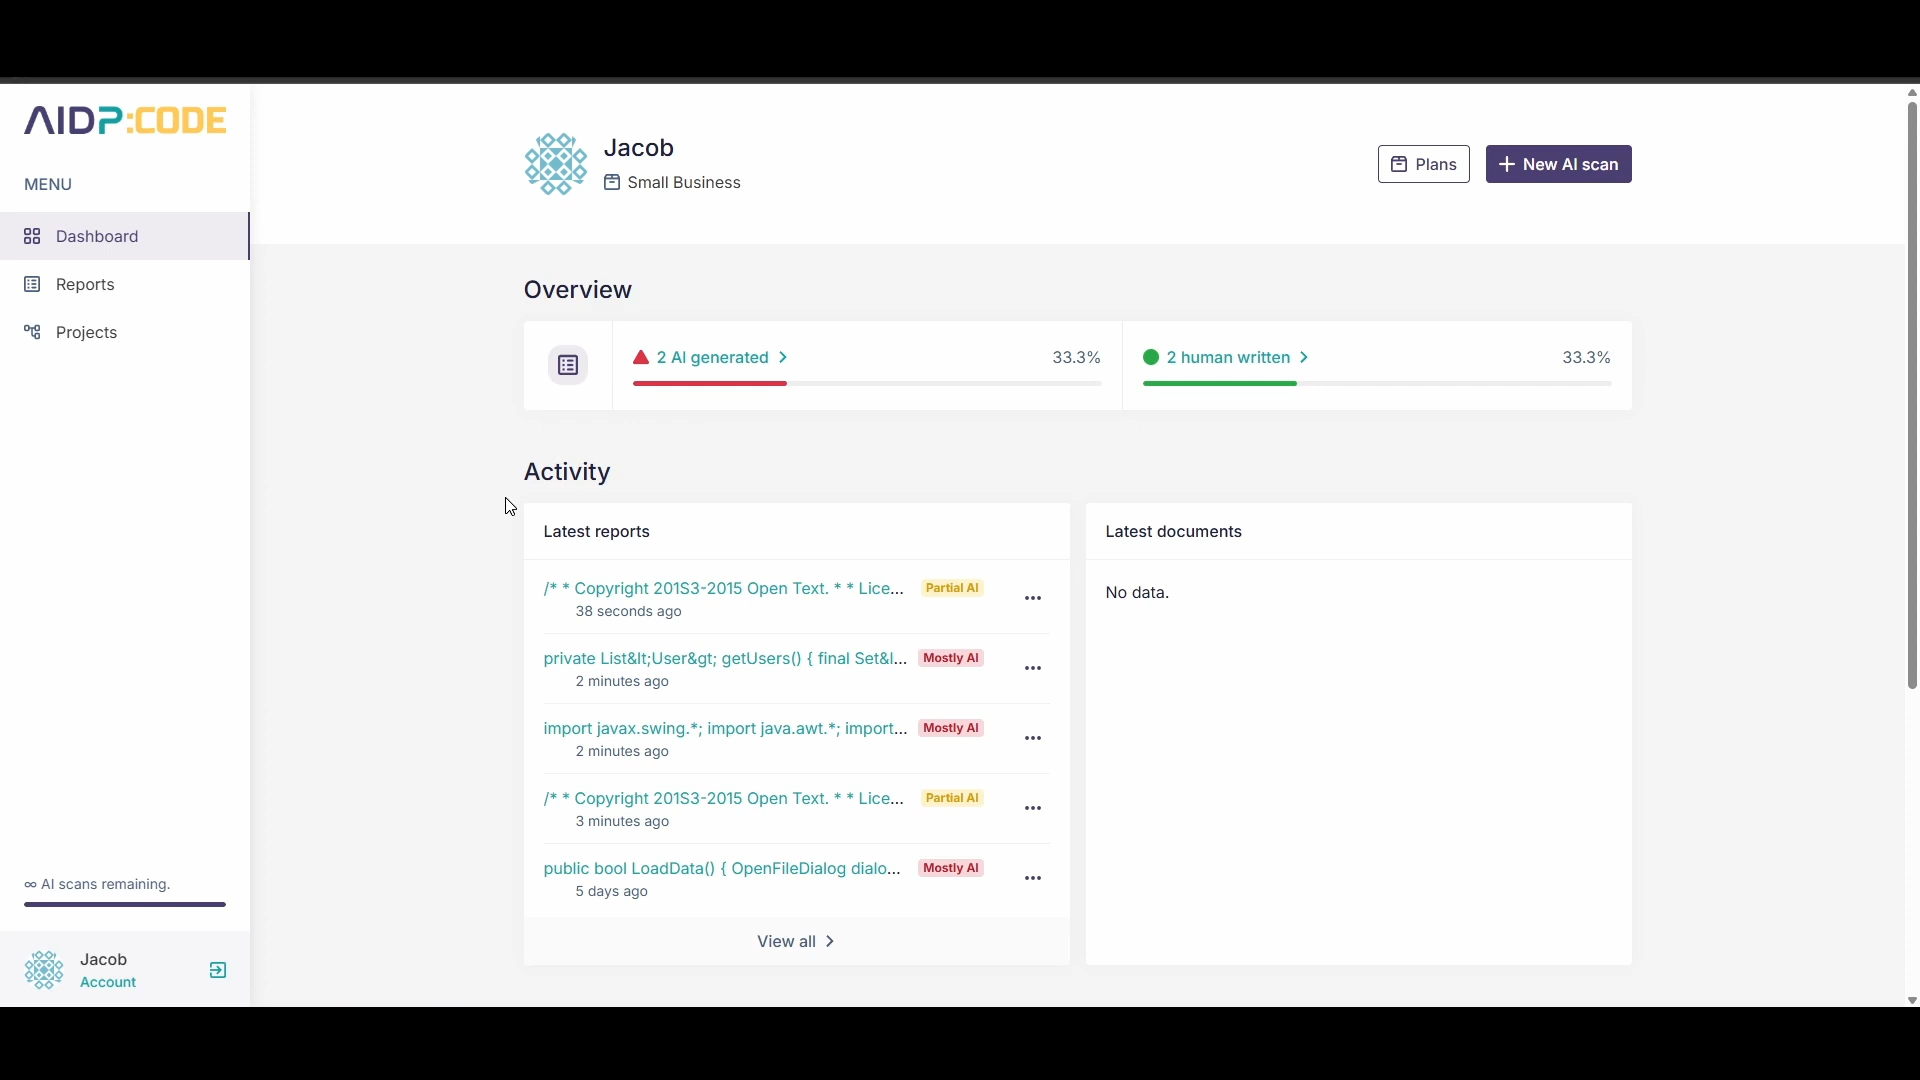 AIDP:CODE
MENU
Dashboard
Reports
Projects
∞ AI scans remaining.
Jacob
Account
Jacob
Small Business
Plans
+ New AI scan
Overview
2 AI generated >
33.3%
2 human written >
33.3%
Activity
Latest reports
/* * Copyright 201S3-2015 Open Text. * * Lice...
Partial AI
38 seconds ago
private List&lt;User&gt; getUsers() { final Set&l...
Mostly AI
2 minutes ago
import javax.swing.*; import java.awt.*; import...
Mostly AI
2 minutes ago
/* * Copyright 201S3-2015 Open Text. * * Lice...
Partial AI
3 minutes ago
public bool LoadData() { OpenFileDialog dialo...
Mostly AI
5 days ago
View all >
Latest documents
No data.